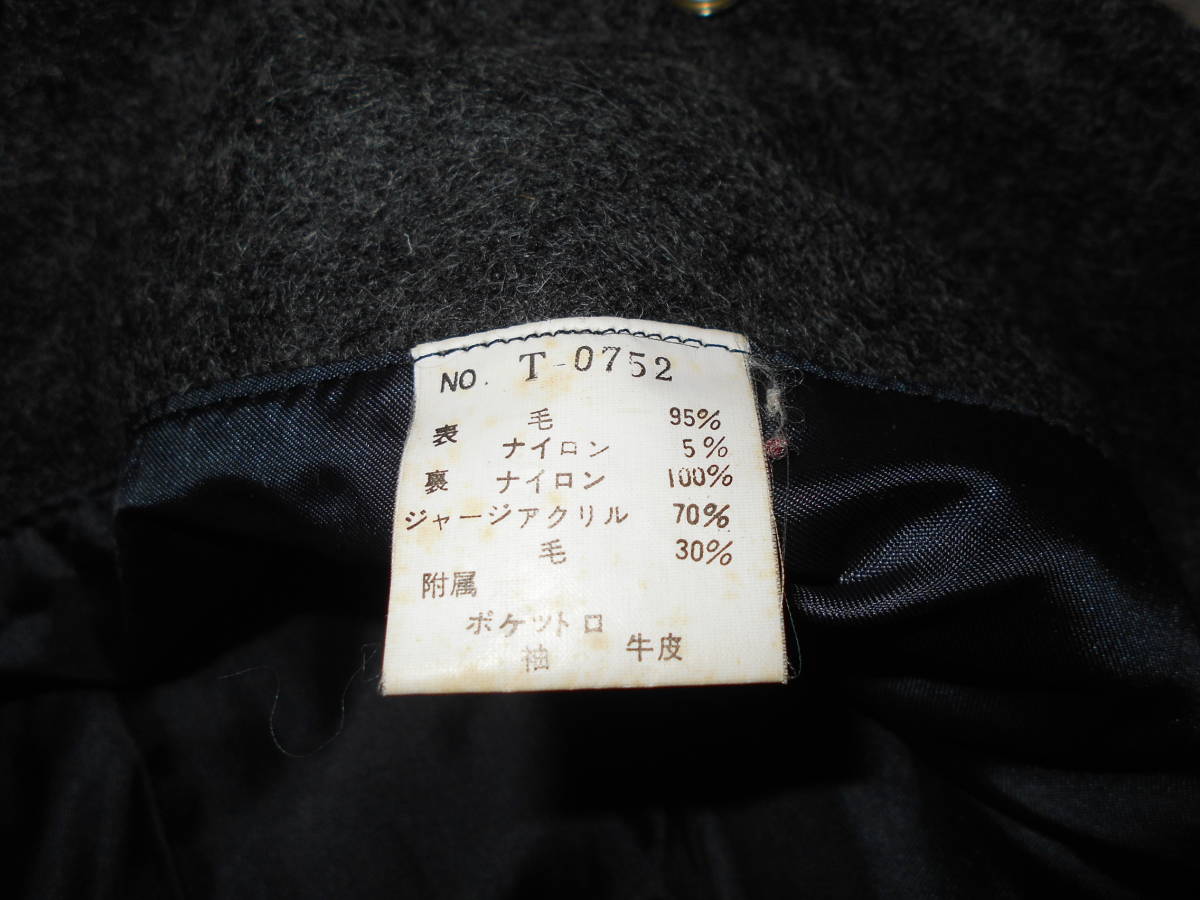 NO. T-0752
表 毛 95%
ナイロン 5%
裏 ナイロン 100%
ジャージアクリル 70%
毛 30%
附属
ポケット口
袖 牛皮